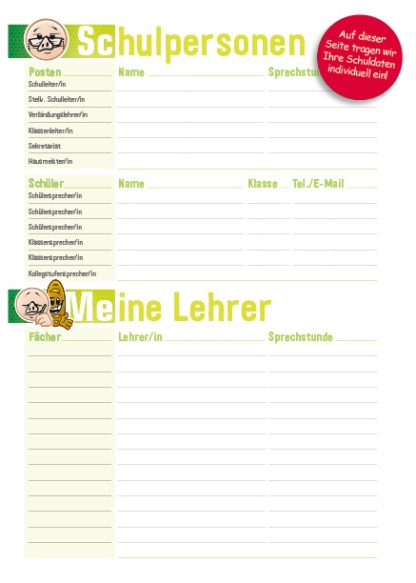 Schulpersonen
Auf dieser
Seite tragen wir
Ihre Schuldaten
individuell ein!
Posten Name
Schulleiter/in
Stellv. Schulleiter/in
Verbindungslehrer/in
Klassenleiter/in
Sekretariat
Hausmeister/in
Schüler Name Klasse Tel./E-Mail
Schülersprecher/in
Schülersprecher/in
Schülersprecher/in
Klassensprecher/in
Klassensprecher/in
Kollegstufensprecher/in
Meine Lehrer
Fächer Lehrer/in Sprechstunde